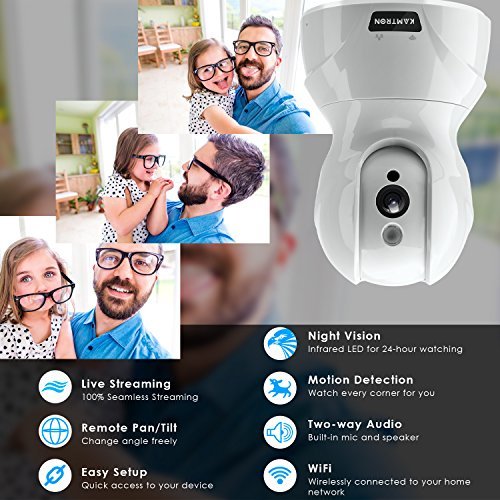 KAMTRON
Night Vision
Infrared LED for 24-hour watching
Live Streaming
100% Seamless Streaming
Motion Detection
Watch every corner for you
Remote Pan/Tilt
Change angle freely
Two-way Audio
Built-in mic and speaker
Easy Setup
Quick access to your device
WiFi
Wirelessly connected to your home
network